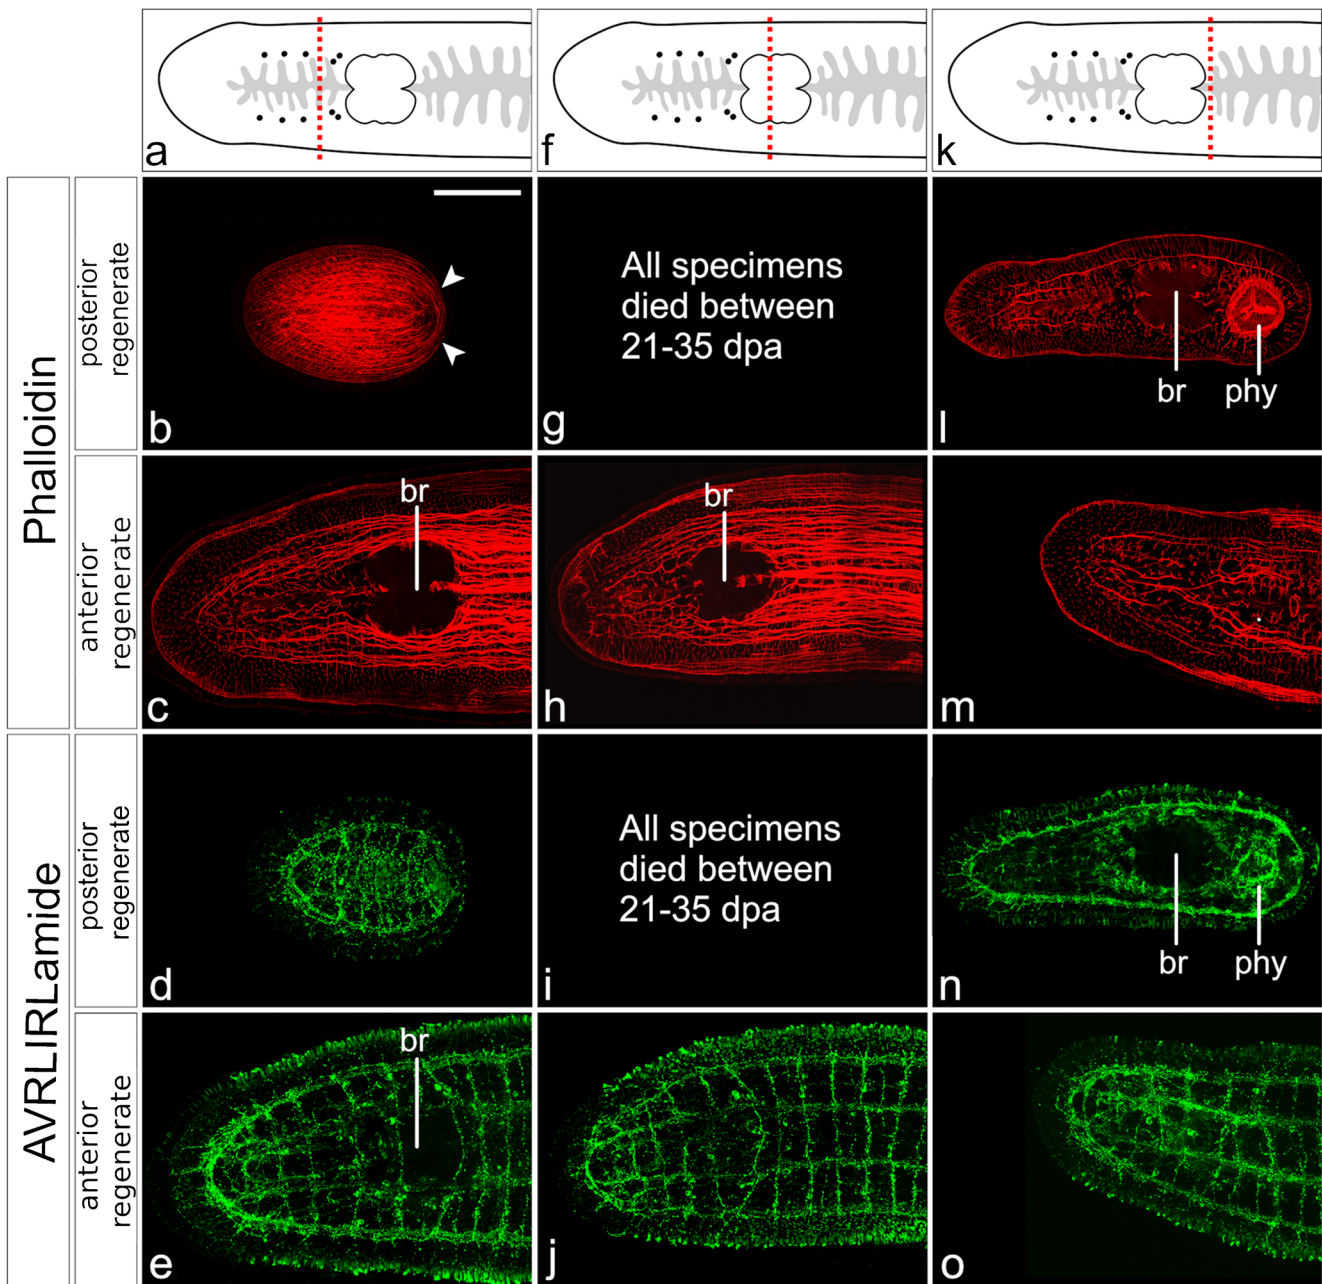 a
f
k
Phalloidin
posterior
regenerate
b
All specimens
died between
21-35 dpa
g
br
phy
l
anterior
regenerate
br
c
br
h
m
AVRLIRLamide
posterior
regenerate
d
All specimens
died between
21-35 dpa
i
br
phy
n
anterior
regenerate
br
e
j
o